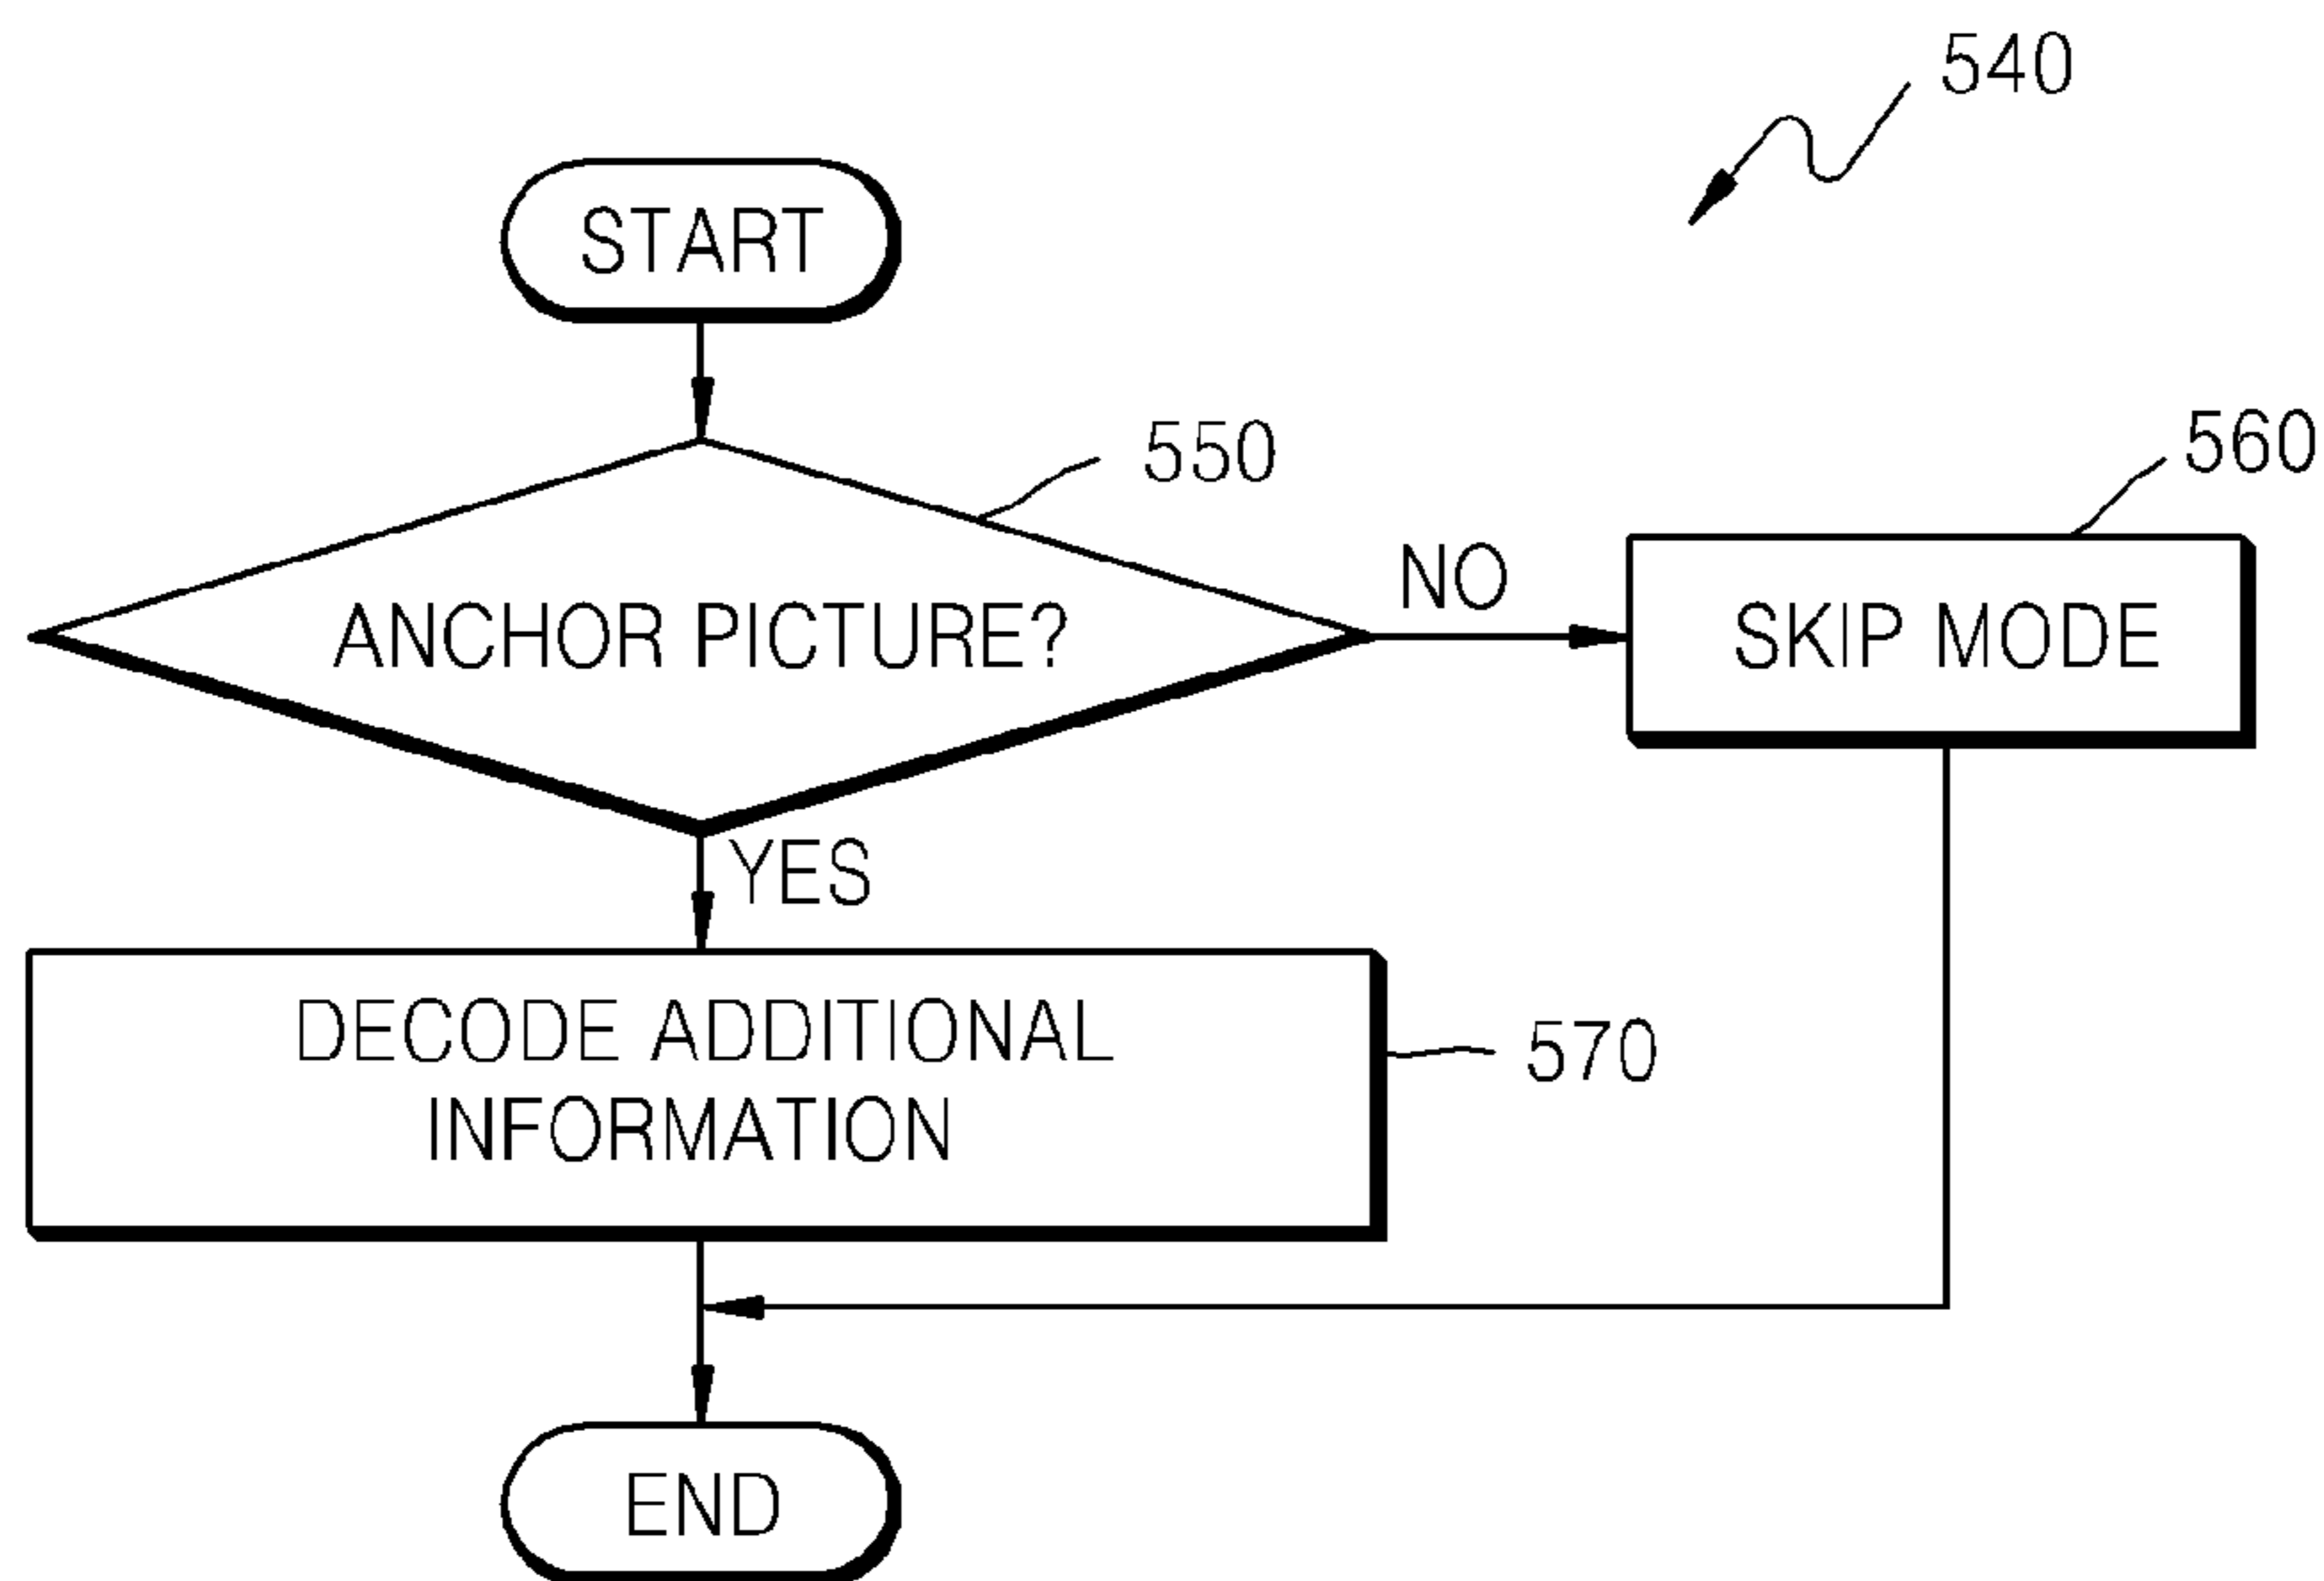 540
START
550
560
ANCHOR PICTURE?
NO
SKIP MODE
YES
DECODE ADDITIONAL
INFORMATION
570
END